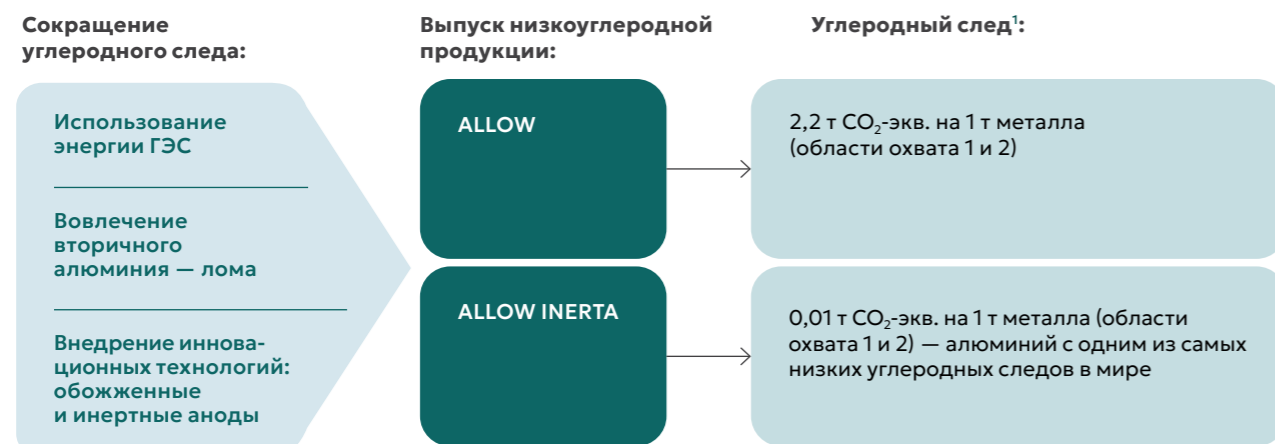 Сокращение
углеродного следа:
Использование
энергии ГЭС
Вовлечение
вторичного
алюминия — лома
Внедрение иннова-
ционных технологий:
обожженные
и инертные аноды
Выпуск низкоуглеродной
продукции:
ALLOW
ALLOW INERTA
Углеродный след¹:
2,2 т CO₂-экв. на 1 т металла
(области охвата 1 и 2)
0,01 т CO₂-экв. на 1 т металла (области
охвата 1 и 2) — алюминий с одним из самых
низких углеродных следов в мире